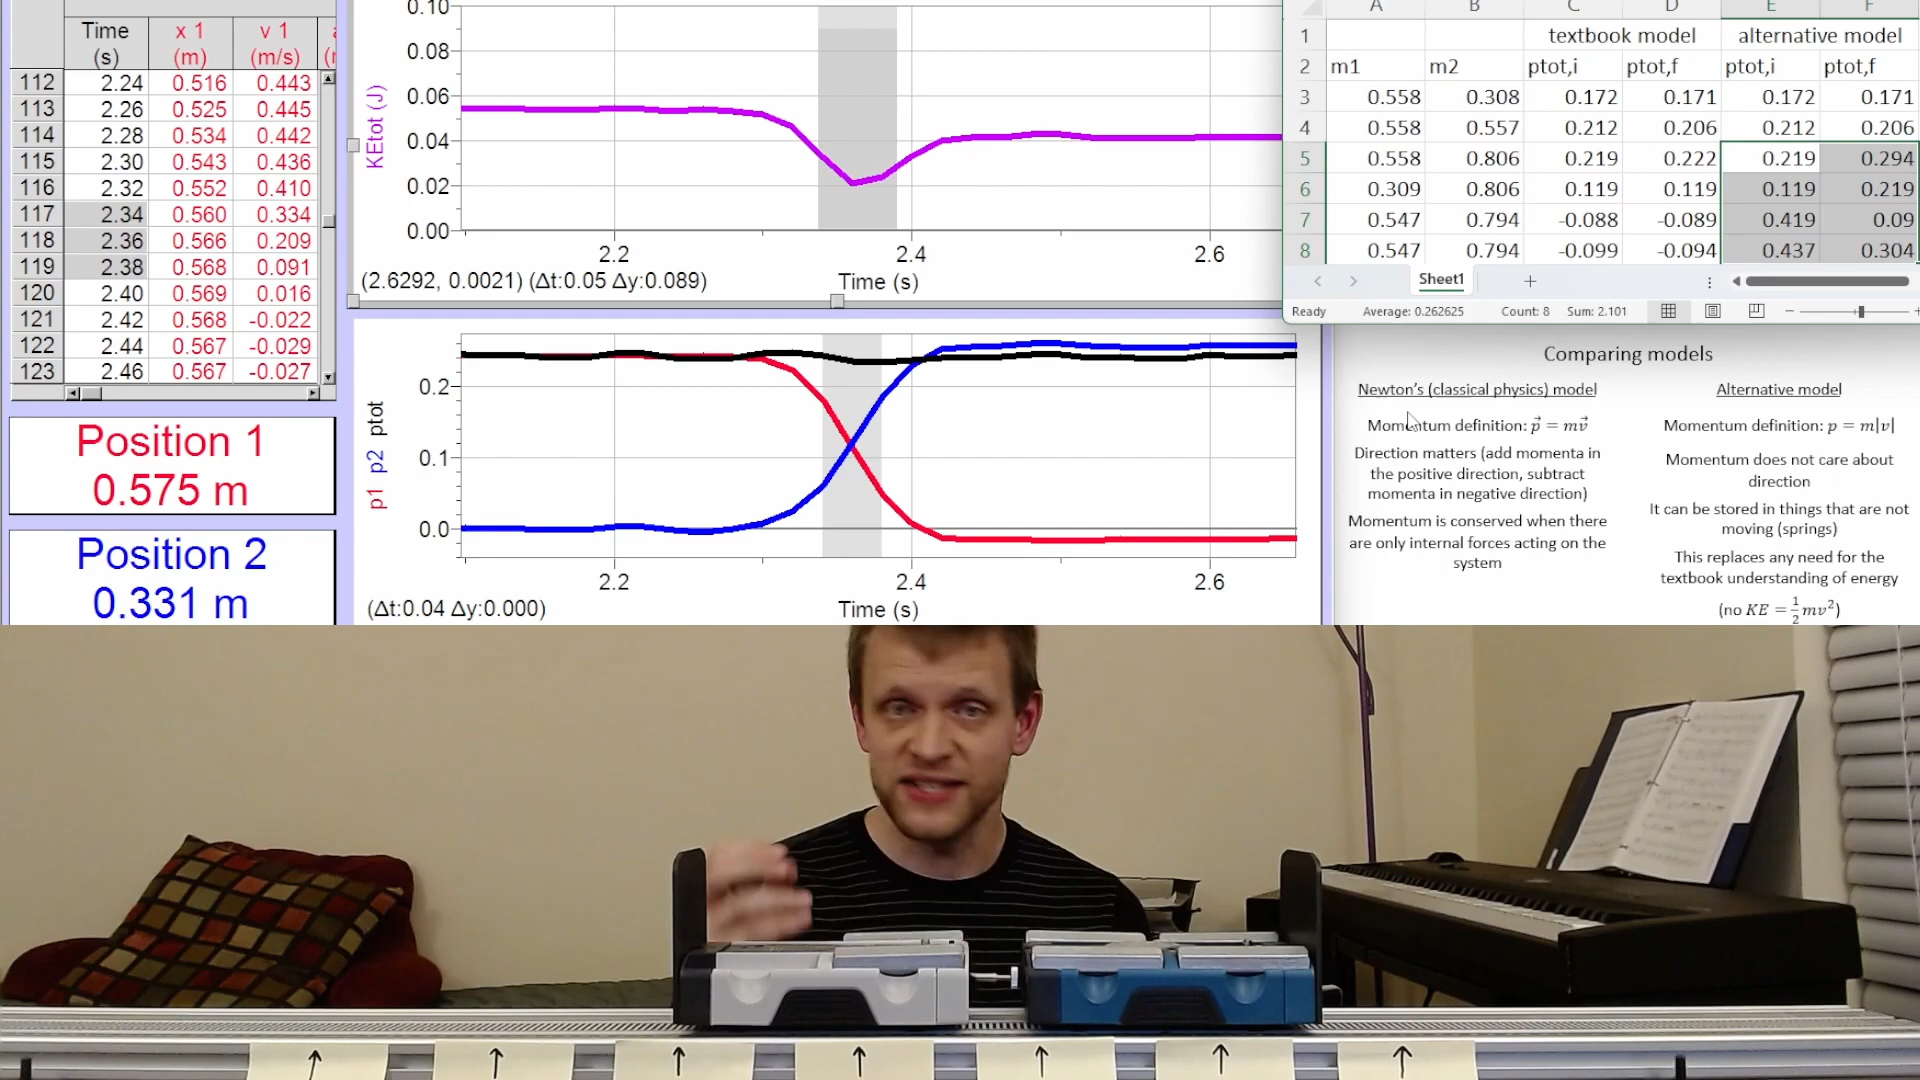 Time x 1 v 1
(s) (m) (m/s)
112 2.24 0.516 0.443
113 2.26 0.525 0.445
114 2.28 0.534 0.442
115 2.30 0.543 0.436
116 2.32 0.552 0.410
117 2.34 0.560 0.334
118 2.36 0.566 0.209
119 2.38 0.568 0.091
120 2.40 0.569 0.016
121 2.42 0.568 -0.022
122 2.44 0.567 -0.029
123 2.46 0.567 -0.027
Position 1
0.575 m
Position 2
0.331 m
KEtot (J)
0.10
0.08
0.06
0.04
0.02
0.00
2.2 2.4 2.6
(2.6292, 0.0021) (Δt:0.05 Δy:0.089)
Time (s)
p1 p2 ptot
0.2
0.1
0.0
2.2 2.4 2.6
(Δt:0.04 Δy:0.000)
Time (s)
A B C D E F
1 textbook model alternative model
2 m1 m2 ptot,i ptot,f ptot,i ptot,f
3 0.558 0.308 0.172 0.171 0.172 0.171
4 0.558 0.557 0.212 0.206 0.212 0.206
5 0.558 0.806 0.219 0.222 0.219 0.294
6 0.309 0.806 0.119 0.119 0.119 0.219
7 0.547 0.794 -0.088 -0.089 0.419 0.09
8 0.547 0.794 -0.099 -0.094 0.437 0.304
Sheet1
Ready Average: 0.262625 Count: 8 Sum: 2.101
Comparing models
Newton's (classical physics) model
Momentum definition: p⃗ = mv⃗
Direction matters (add momenta in
the positive direction, subtract
momenta in negative direction)
Momentum is conserved when there
are only internal forces acting on the
system
Alternative model
Momentum definition: p = m|v|
Momentum does not care about
direction
It can be stored in things that are not
moving (springs)
This replaces any need for the
textbook understanding of energy
(no KE = ½mv²)